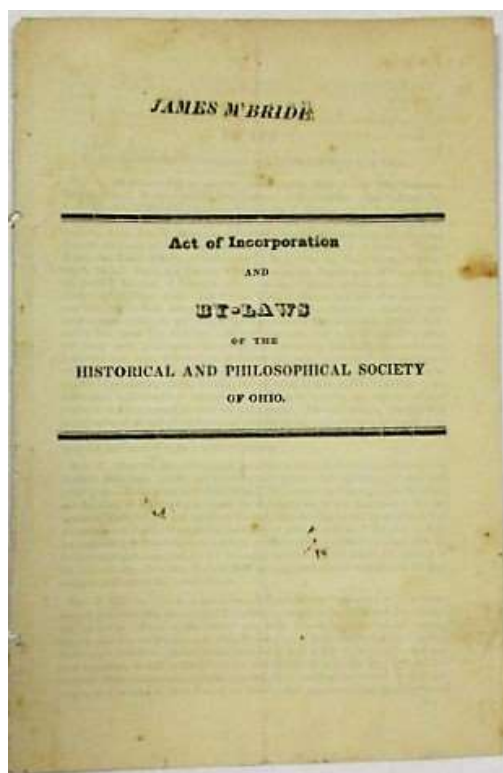 JAMES M'BRIDE.
Act of Incorporation
AND
BY-LAWS
OF THE
HISTORICAL AND PHILOSOPHICAL SOCIETY
OF OHIO.